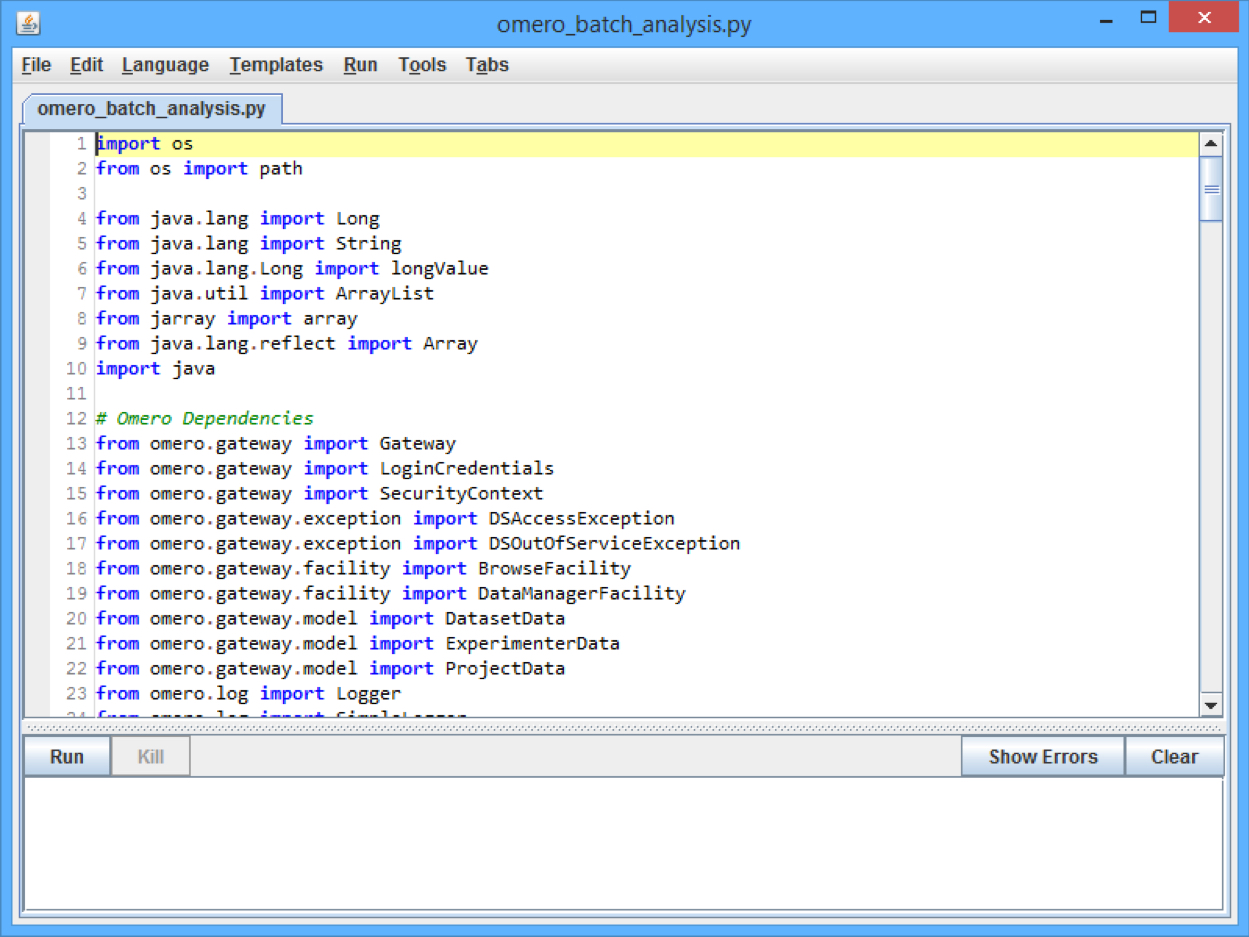 omero_batch_analysis.py
File Edit Language Templates Run Tools Tabs
omero_batch_analysis.py
1 import os
2 from os import path
3
4 from java.lang import Long
5 from java.lang import String
6 from java.lang.Long import longValue
7 from java.util import ArrayList
8 from jarray import array
9 from java.lang.reflect import Array
10 import java
11
12 # Omero Dependencies
13 from omero.gateway import Gateway
14 from omero.gateway import LoginCredentials
15 from omero.gateway import SecurityContext
16 from omero.gateway.exception import DSAccessException
17 from omero.gateway.exception import DSOutOfServiceException
18 from omero.gateway.facility import BrowseFacility
19 from omero.gateway.facility import DataManagerFacility
20 from omero.gateway.model import DatasetData
21 from omero.gateway.model import ExperimenterData
22 from omero.gateway.model import ProjectData
23 from omero.log import Logger
24 from omero.log import SimpleLogger
Run Kill Show Errors Clear